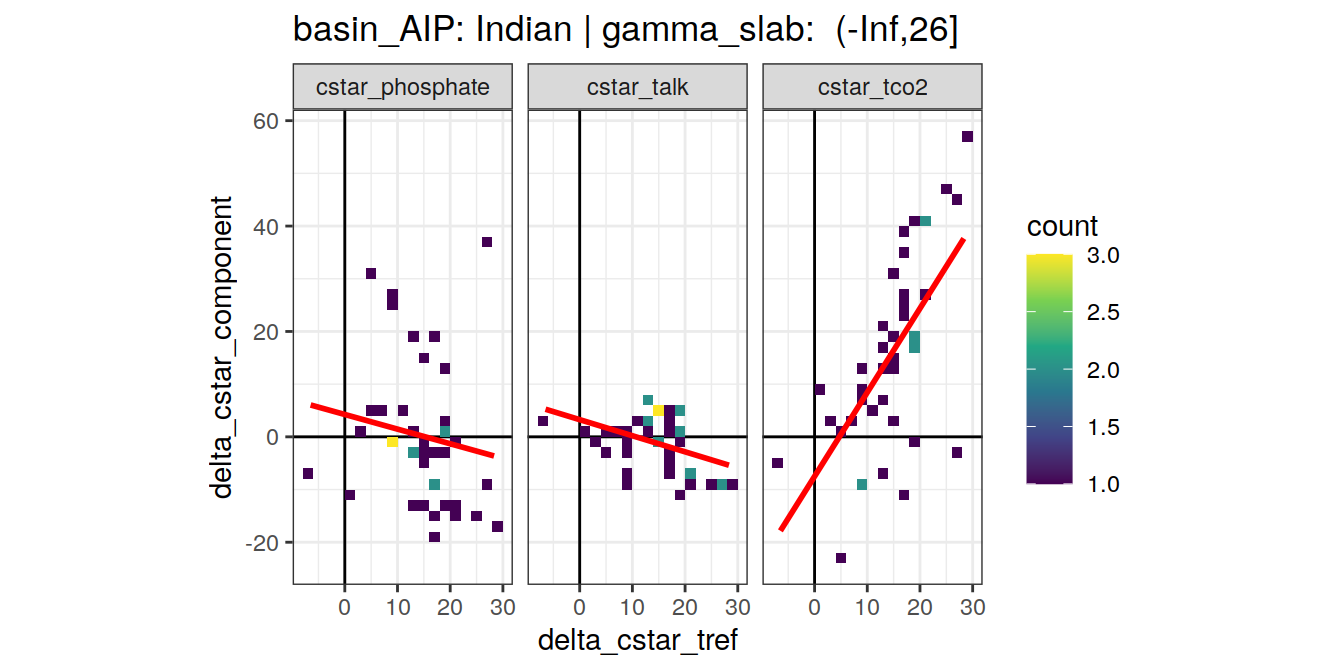 basin_AIP: Indian | gamma_slab:  (-Inf,26]
cstar_phosphate
cstar_talk
cstar_tco2
delta_cstar_component
60
40
20
0
-20
0 10 20 30
0 10 20 30
0 10 20 30
delta_cstar_tref
count
3.0
2.5
2.0
1.5
1.0